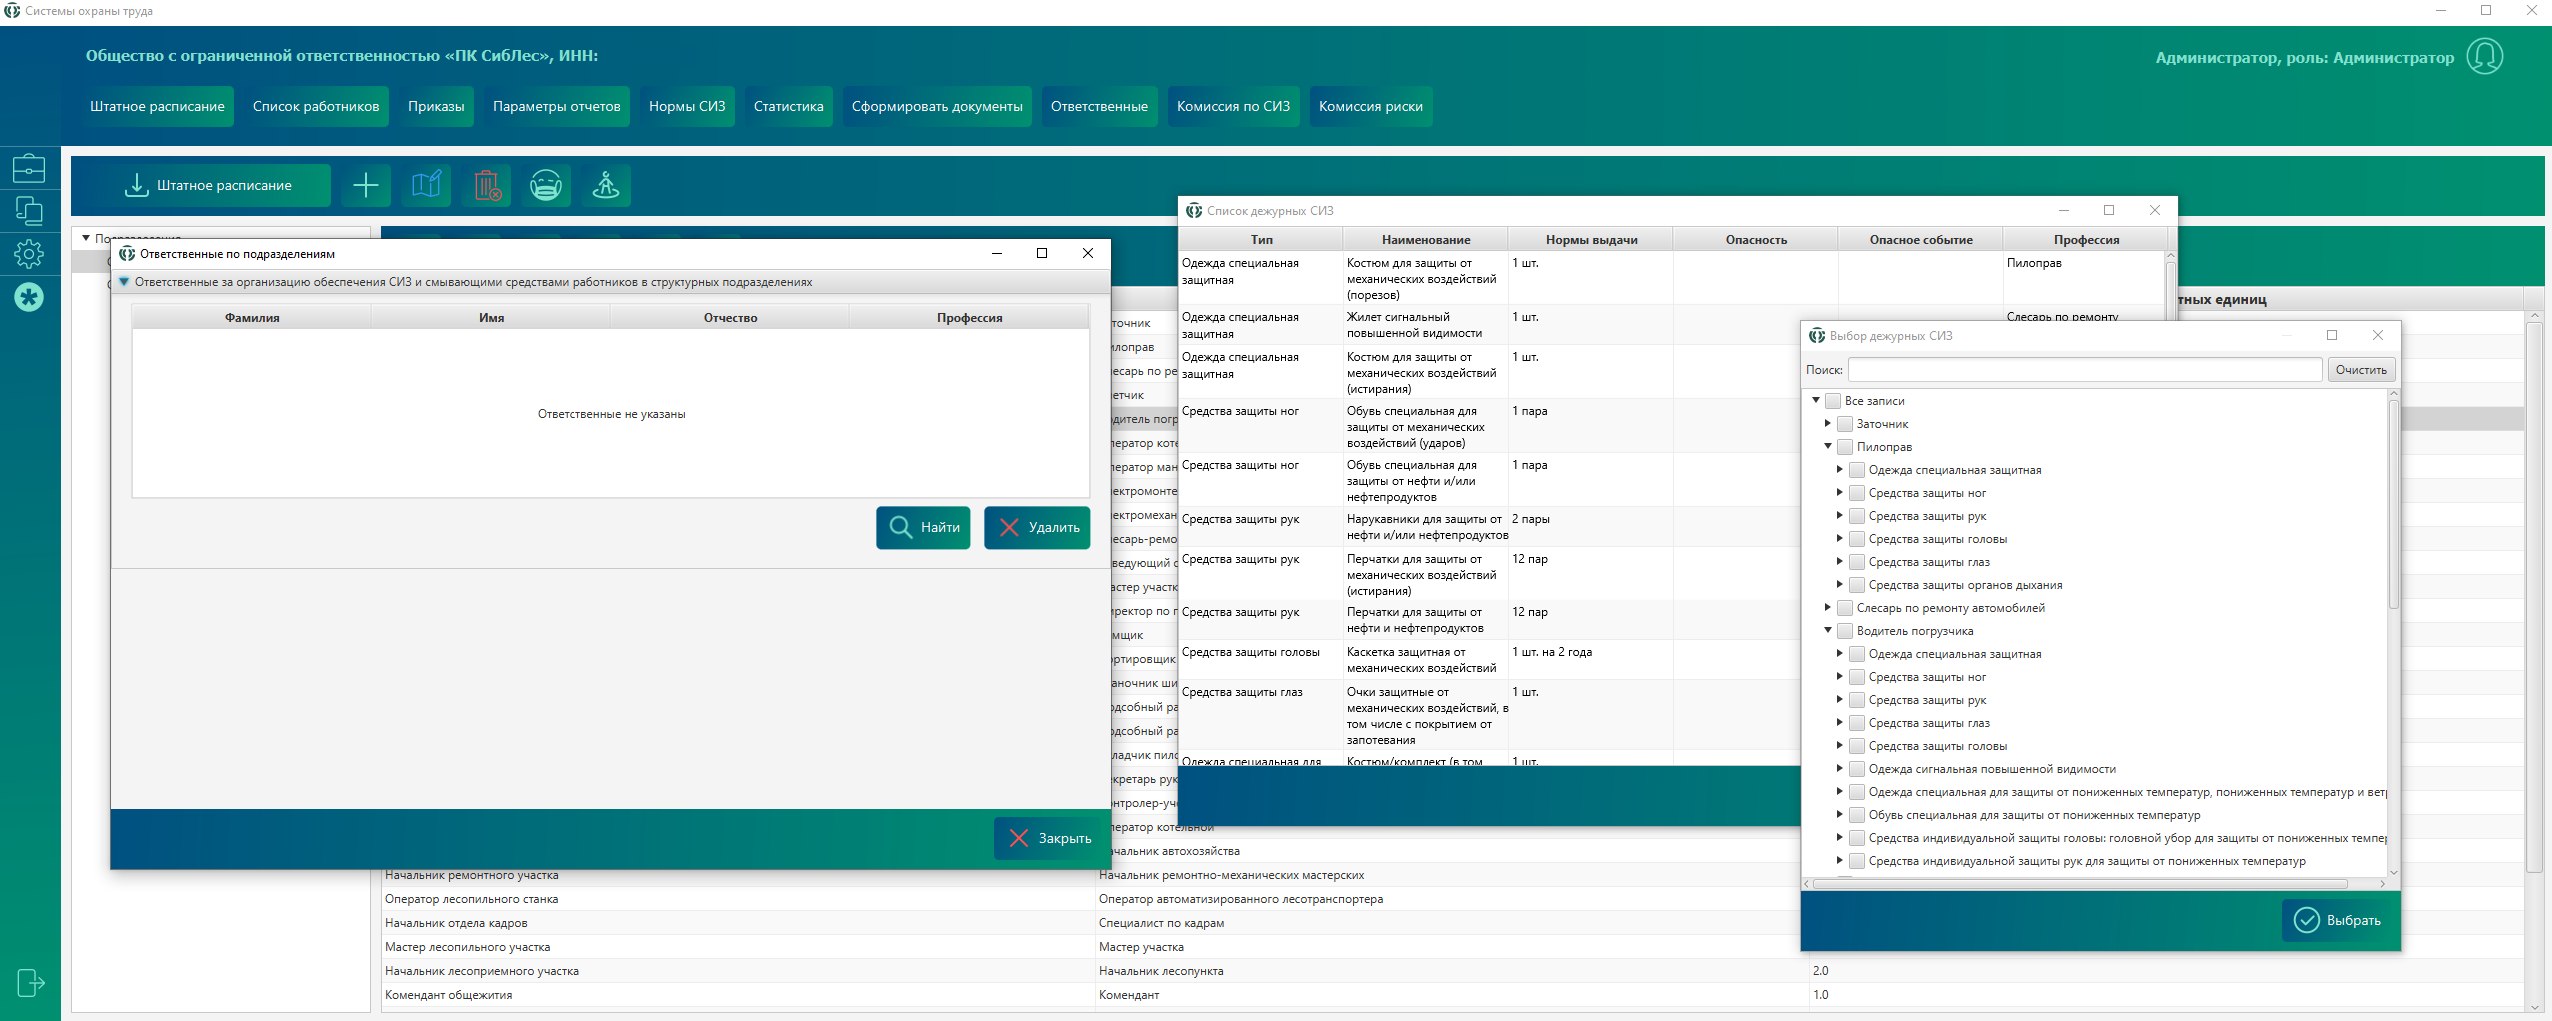 Системы охраны труда
Общество с ограниченной ответственностью «ПК СибЛес», ИНН:
Администратор, роль: Администратор
Штатное расписание
Список работников
Приказы
Параметры отчетов
Нормы СИЗ
Статистика
Сформировать документы
Ответственные
Комиссия по СИЗ
Комиссия риски
Штатное расписание
Ответственные по подразделениям
Ответственные за организацию обеспечения СИЗ и смывающими средствами работников в структурных подразделениях
Фамилия Имя Отчество Профессия
Ответственные не указаны
Найти
Удалить
Закрыть
Список дежурных СИЗ
Тип Наименование Нормы выдачи Опасность Опасное событие Профессия
Одежда специальная
защитная
Костюм для защиты от
механических воздействий
(порезов)
1 шт.
Пилоправ
Одежда специальная
защитная
Жилет сигнальный
повышенной видимости
1 шт.
Слесарь по ремонту
Одежда специальная
защитная
Костюм для защиты от
механических воздействий
(истирания)
1 шт.
Средства защиты ног
Обувь специальная для
защиты от механических
воздействий (ударов)
1 пара
Средства защиты ног
Обувь специальная для
защиты от нефти и/или
нефтепродуктов
1 пара
Средства защиты рук
Нарукавники для защиты от
нефти и/или нефтепродуктов
2 пары
Средства защиты рук
Перчатки для защиты от
механических воздействий
(истирания)
12 пар
Средства защиты рук
Перчатки для защиты от
нефти и нефтепродуктов
12 пар
Средства защиты головы
Каскетка защитная от
механических воздействий
1 шт. на 2 года
Средства защиты глаз
Очки защитные от
механических воздействий, в
том числе с покрытием от
запотевания
1 шт.
Одежда специальная для
Костюм/комплект (в том
1 шт.
Выбор дежурных СИЗ
Поиск:
Очистить
Все записи
Заточник
Пилоправ
Одежда специальная защитная
Средства защиты ног
Средства защиты рук
Средства защиты головы
Средства защиты глаз
Средства защиты органов дыхания
Слесарь по ремонту автомобилей
Водитель погрузчика
Одежда специальная защитная
Средства защиты ног
Средства защиты рук
Средства защиты глаз
Средства защиты головы
Одежда сигнальная повышенной видимости
Одежда специальная для защиты от пониженных температур, пониженных температур и ветр
Обувь специальная для защиты от пониженных температур
Средства индивидуальной защиты головы: головной убор для защиты от пониженных темпер
Средства индивидуальной защиты рук для защиты от пониженных температур
Выбрать
тных единиц
точник
илоправ
есарь по ре
етчик
дитель погр
ератор коте
ератор ман
ектромонте
ектромехан
есарь-ремо
ведующий с
астер участк
иректор по п
мщик
ортировщик
аночник ши
дсобный ра
дсобный ра
ладчик пило
екретарь рук
онтролер-уч
ератор котельной
ачальник автохозяйства
Начальник ремонтного участка Начальник ремонтно-механических мастерских
Оператор лесопильного станка Оператор автоматизированного лесотранспортера
Начальник отдела кадров Специалист по кадрам
Мастер лесопильного участка Мастер участка
Начальник лесоприемного участка Начальник лесопункта 2.0
Комендант общежития Комендант 1.0